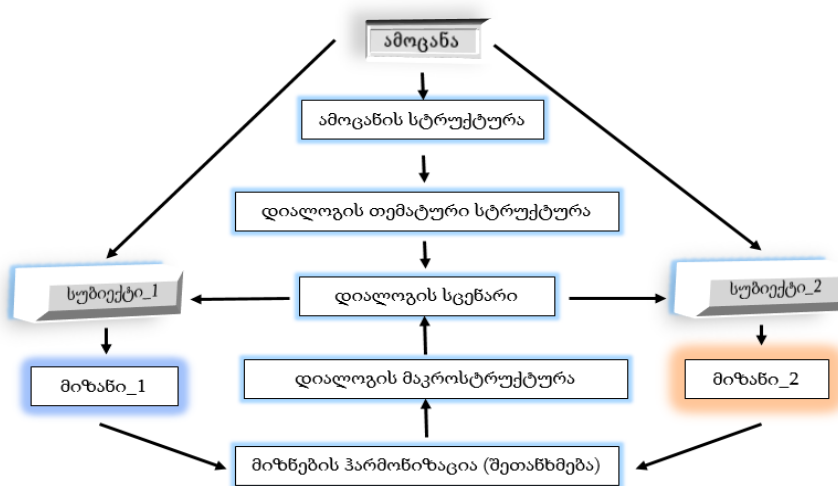 ამოცანა
ამოცანის სტრუქტურა
დიალოგის თემატური სტრუქტურა
სუბიექტი_1
დიალოგის სცენარი
სუბიექტი_2
მიზანი_1
დიალოგის მაკროსტრუქტურა
მიზანი_2
მიზნების ჰარმონიზაცია (შეთანხმება)